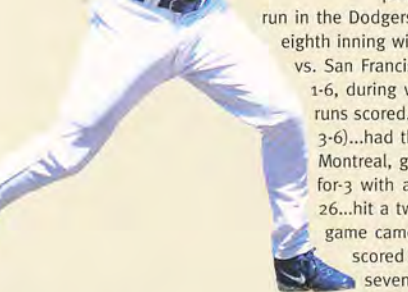 run in the Dodgers
eighth inning wi
vs. San Francis
1-6, during
runs scored
3-6)...had th
Montreal, g
for-3 with a
26...hit a tw
game came
scored
seven